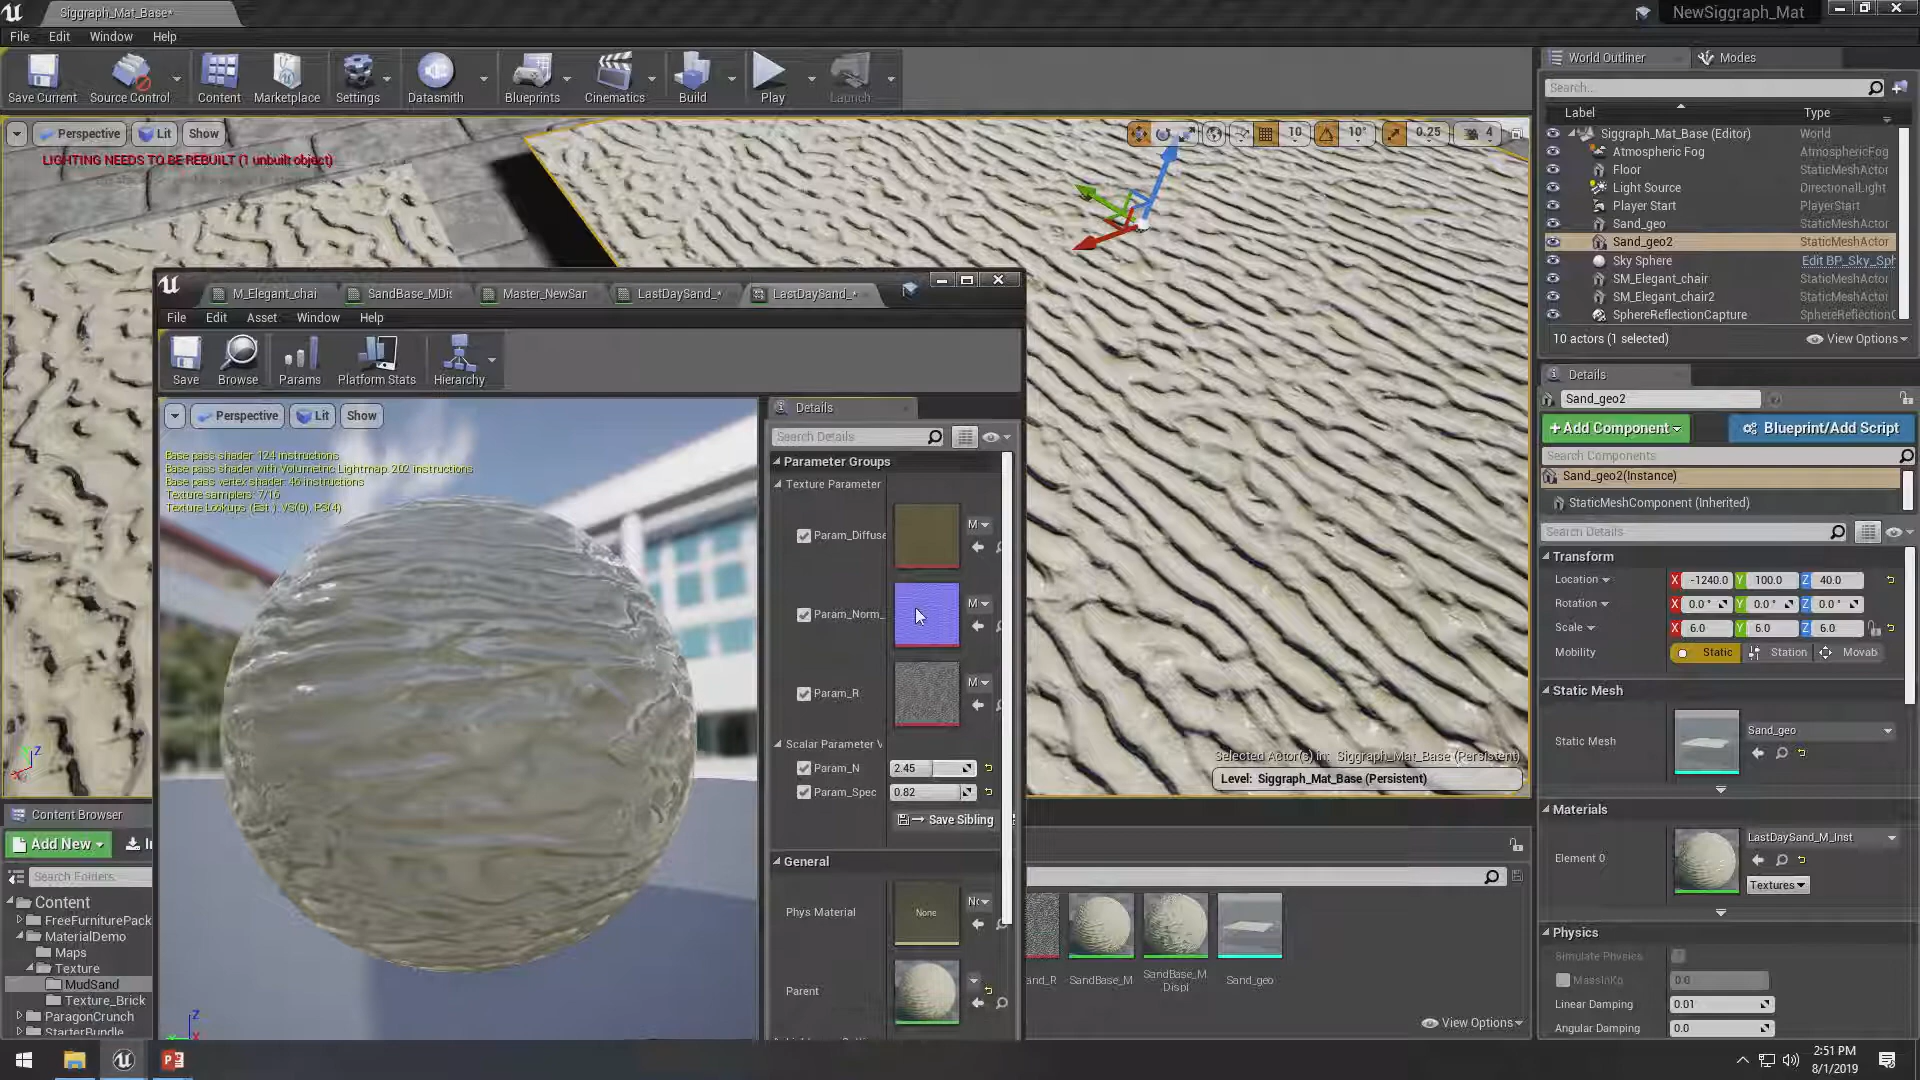 Siggraph_Mat_Base*
NewSiggraph_Mat
File Edit Window Help
Save Current Source Control Content Marketplace Settings Datasmith Blueprints Cinematics Build Play Launch
Perspective Lit Show
10 10° 0.25 4
LIGHTING NEEDS TO BE REBUILT (1 unbuilt object)
World Outliner Modes
Search...
Label Type
Siggraph_Mat_Base (Editor) World
Atmospheric Fog AtmosphericFog
Floor StaticMeshActor
Light Source DirectionalLight
Player Start PlayerStart
Sand_geo StaticMeshActor
Sand_geo2 StaticMeshActor
Sky Sphere Edit BP_Sky_Sph
SM_Elegant_chair StaticMeshActor
SM_Elegant_chair2 StaticMeshActor
SphereReflectionCapture SphereReflectionC
10 actors (1 selected) View Options
M_Elegant_chai SandBase_MDis Master_NewSan LastDaySand_* LastDaySand_*
File Edit Asset Window Help
Save Browse Params Platform Stats Hierarchy
Perspective Lit Show
Base pass shader: 124 instructions
Base pass shader with Volumetric Lightmap: 202 instructions
Base pass vertex shader: 46 instructions
Texture samplers: 7/16
Texture Lookups (Est.): VS(0), PS(4)
Details
Search Details
Parameter Groups
Texture Parameter
Param_Diffuse M
Param_Norm_ M
Param_R M
Scalar Parameter V
Param_N 2.45
Param_Spec 0.82
Save Sibling
General
Phys Material None
Parent
Selected Actor(s) in: Siggraph_Mat_Base (Persistent)
Level: Siggraph_Mat_Base (Persistent)
Details
Sand_geo2
+Add Component Blueprint/Add Script
Search Components
Sand_geo2(Instance)
StaticMeshComponent (Inherited)
Search Details
Transform
Location X -1240.0 Y 100.0 Z 40.0
Rotation X 0.0 ° Y 0.0 ° Z 0.0 °
Scale X 6.0 Y 6.0 Z 6.0
Mobility Static Station Movab
Static Mesh
Static Mesh Sand_geo
Materials
Element 0 LastDaySand_M_Inst
Textures
Physics
Simulate Physics
MassInKg 0.0
Linear Damping 0.01
Angular Damping 0.0
Content Browser
Add New
Search Folders
Content
FreeFurniturePack
MaterialDemo
Maps
Texture
MudSand
Texture_Brick
ParagonCrunch
StarterBundle
and_R SandBase_M SandBase_M Displ Sand_geo
View Options
2:51 PM
8/1/2019